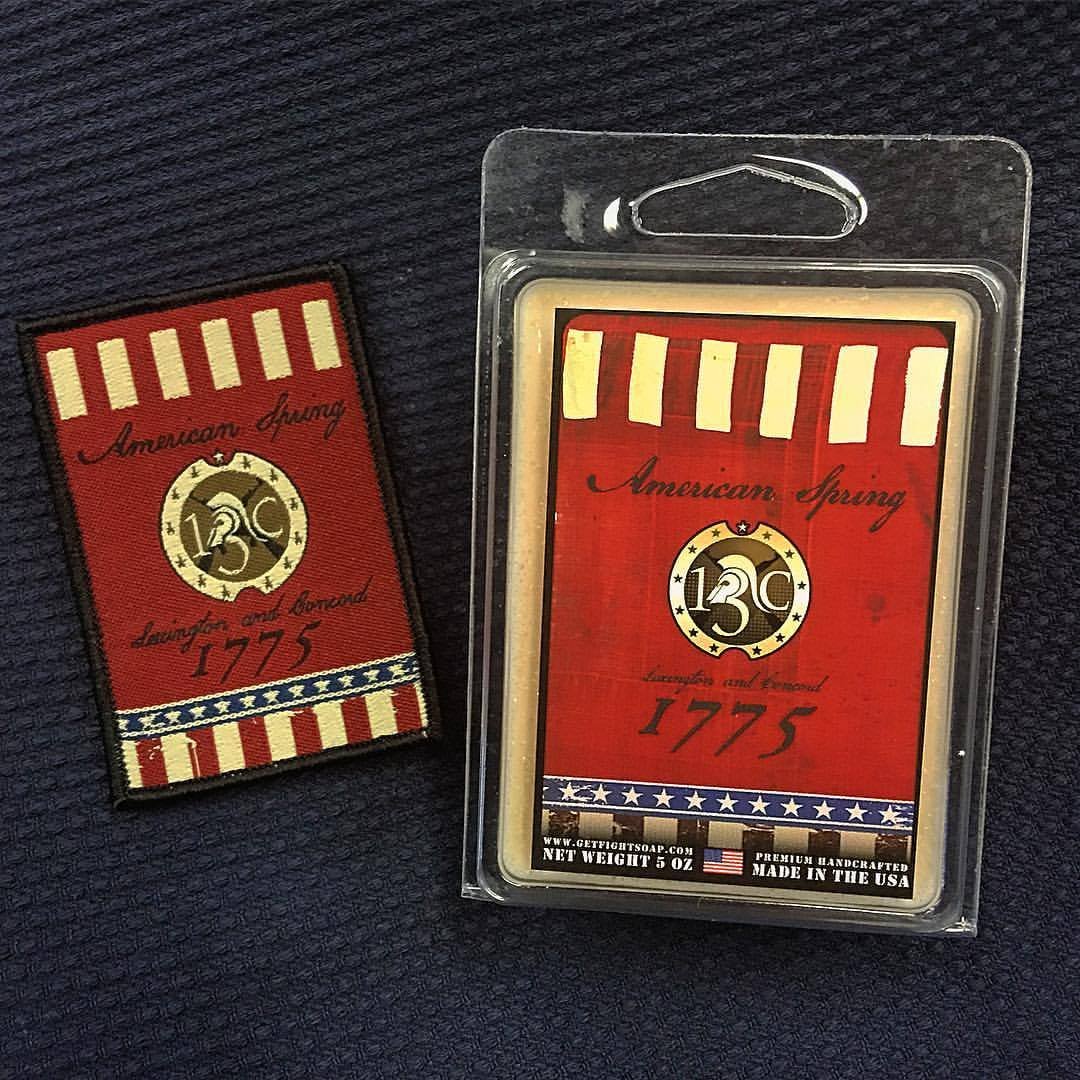 American Spring
13C
Lexington and Concord
1775
American Spring
13C
Lexington and Concord
1775
WWW.GETFIGHTSOAP.COM
NET WEIGHT 5 OZ
PREMIUM HANDCRAFTED
MADE IN THE USA